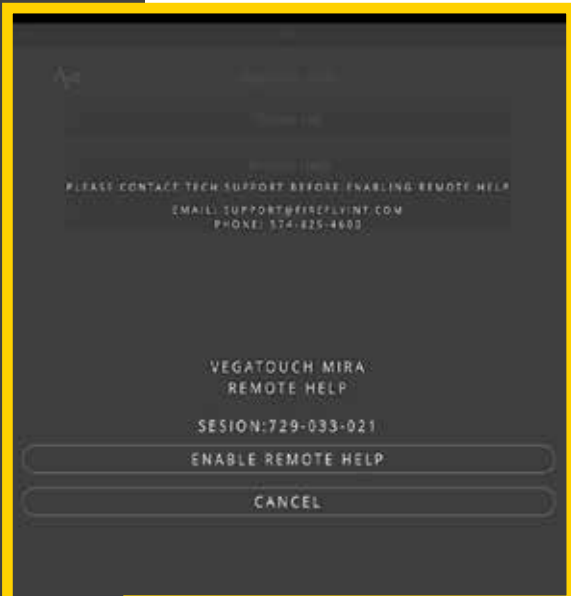 PLEASE CONTACT TECH SUPPORT BEFORE ENABLING REMOTE HELP
EMAIL: SUPPORT@FIREFLYINT.COM
PHONE: 574-825-4600
VEGATOUCH MIRA
REMOTE HELP
SESION:729-033-021
ENABLE REMOTE HELP
CANCEL